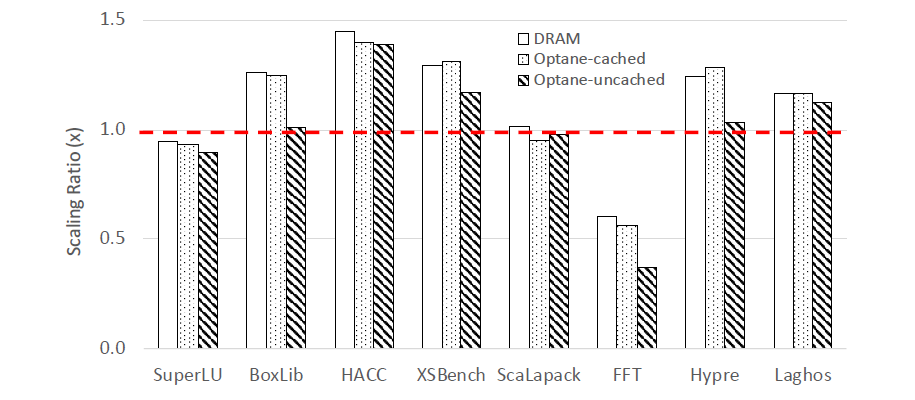 1.5
1.0
0.5
0.0
Scaling Ratio (x)
DRAM
Optane-cached
Optane-uncached
SuperLU BoxLib HACC XSBench ScaLapack FFT Hypre Laghos